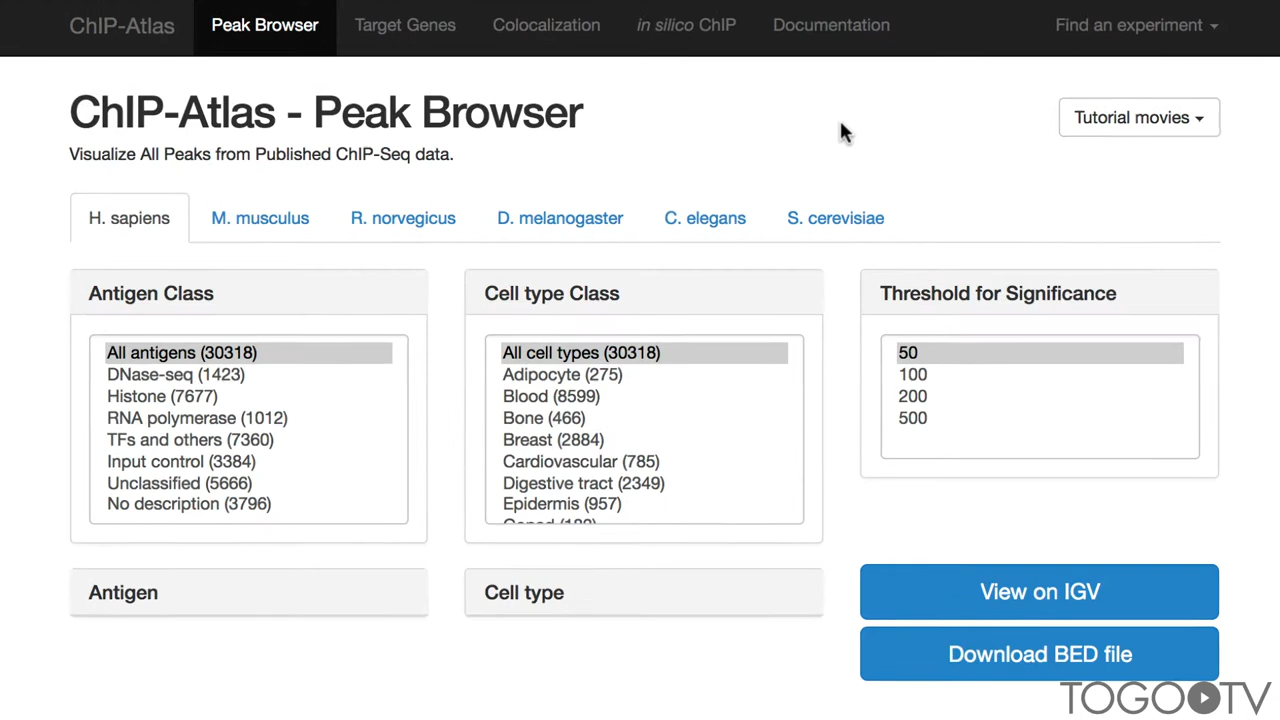 ChIP-Atlas
Peak Browser
Target Genes
Colocalization
in silico ChIP
Documentation
Find an experiment
ChIP-Atlas - Peak Browser
Tutorial movies
Visualize All Peaks from Published ChIP-Seq data.
H. sapiens
M. musculus
R. norvegicus
D. melanogaster
C. elegans
S. cerevisiae
Antigen Class
All antigens (30318)
DNase-seq (1423)
Histone (7677)
RNA polymerase (1012)
TFs and others (7360)
Input control (3384)
Unclassified (5666)
No description (3796)
Cell type Class
All cell types (30318)
Adipocyte (275)
Blood (8599)
Bone (466)
Breast (2884)
Cardiovascular (785)
Digestive tract (2349)
Epidermis (957)
Threshold for Significance
50
100
200
500
Antigen
Cell type
View on IGV
Download BED file
TOGO TV